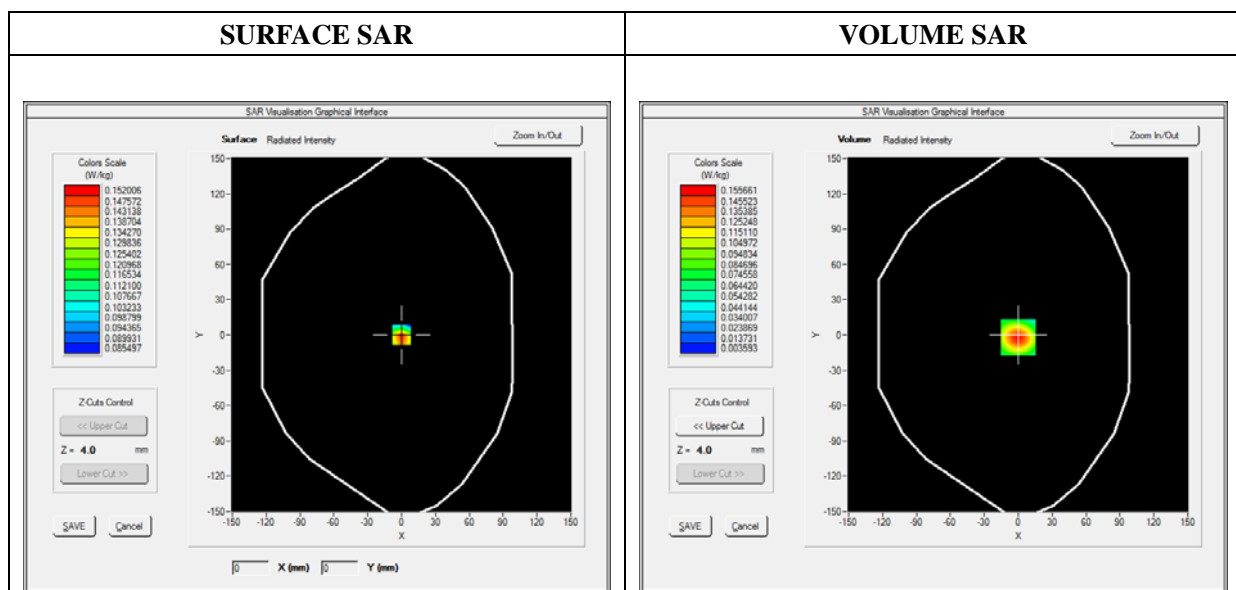 SURFACE SAR
VOLUME SAR
SAR Visualisation Graphical Interface
Surface Radiated Intensity
Zoom In/Out
Colors Scale
(W/kg)
0.152006
0.147572
0.143138
0.138704
0.134270
0.129836
0.125402
0.120968
0.116534
0.112100
0.107667
0.103233
0.098799
0.094365
0.089931
0.085497
Z-Cuts Control
<< Upper Cut
Z = 4.0 mm
Lower Cut >>
SAVE Cancel
150
120
90
60
30
0
-30
-60
-90
-120
-150
Y
-150 -120 -90 -60 -30 0 30 60 90 120 150
X
0 X (mm) 0 Y (mm)
SAR Visualisation Graphical Interface
Volume Radiated Intensity
Zoom In/Out
Colors Scale
(W/kg)
0.155661
0.145523
0.135385
0.125248
0.115110
0.104972
0.094834
0.084696
0.074558
0.064420
0.054282
0.044144
0.034007
0.023869
0.013731
0.003593
Z-Cuts Control
<< Upper Cut
Z = 4.0 mm
Lower Cut >>
SAVE Cancel
150
120
90
60
30
0
-30
-60
-90
-120
-150
Y
-150 -120 -90 -60 -30 0 30 60 90 120 150
X